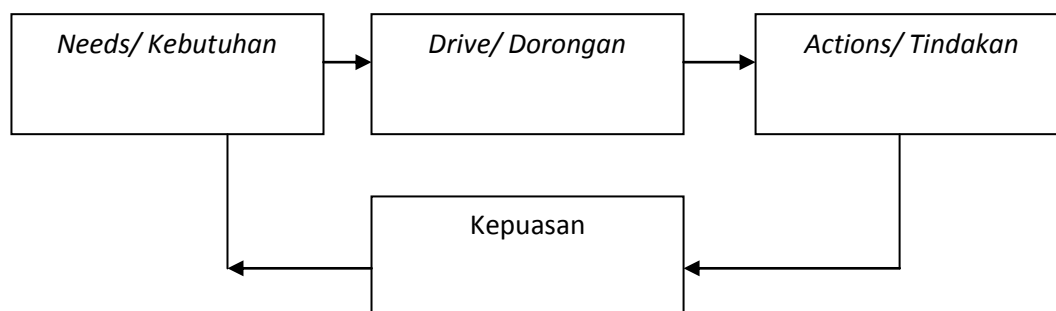 Needs/ Kebutuhan
Drive/ Dorongan
Actions/ Tindakan
Kepuasan